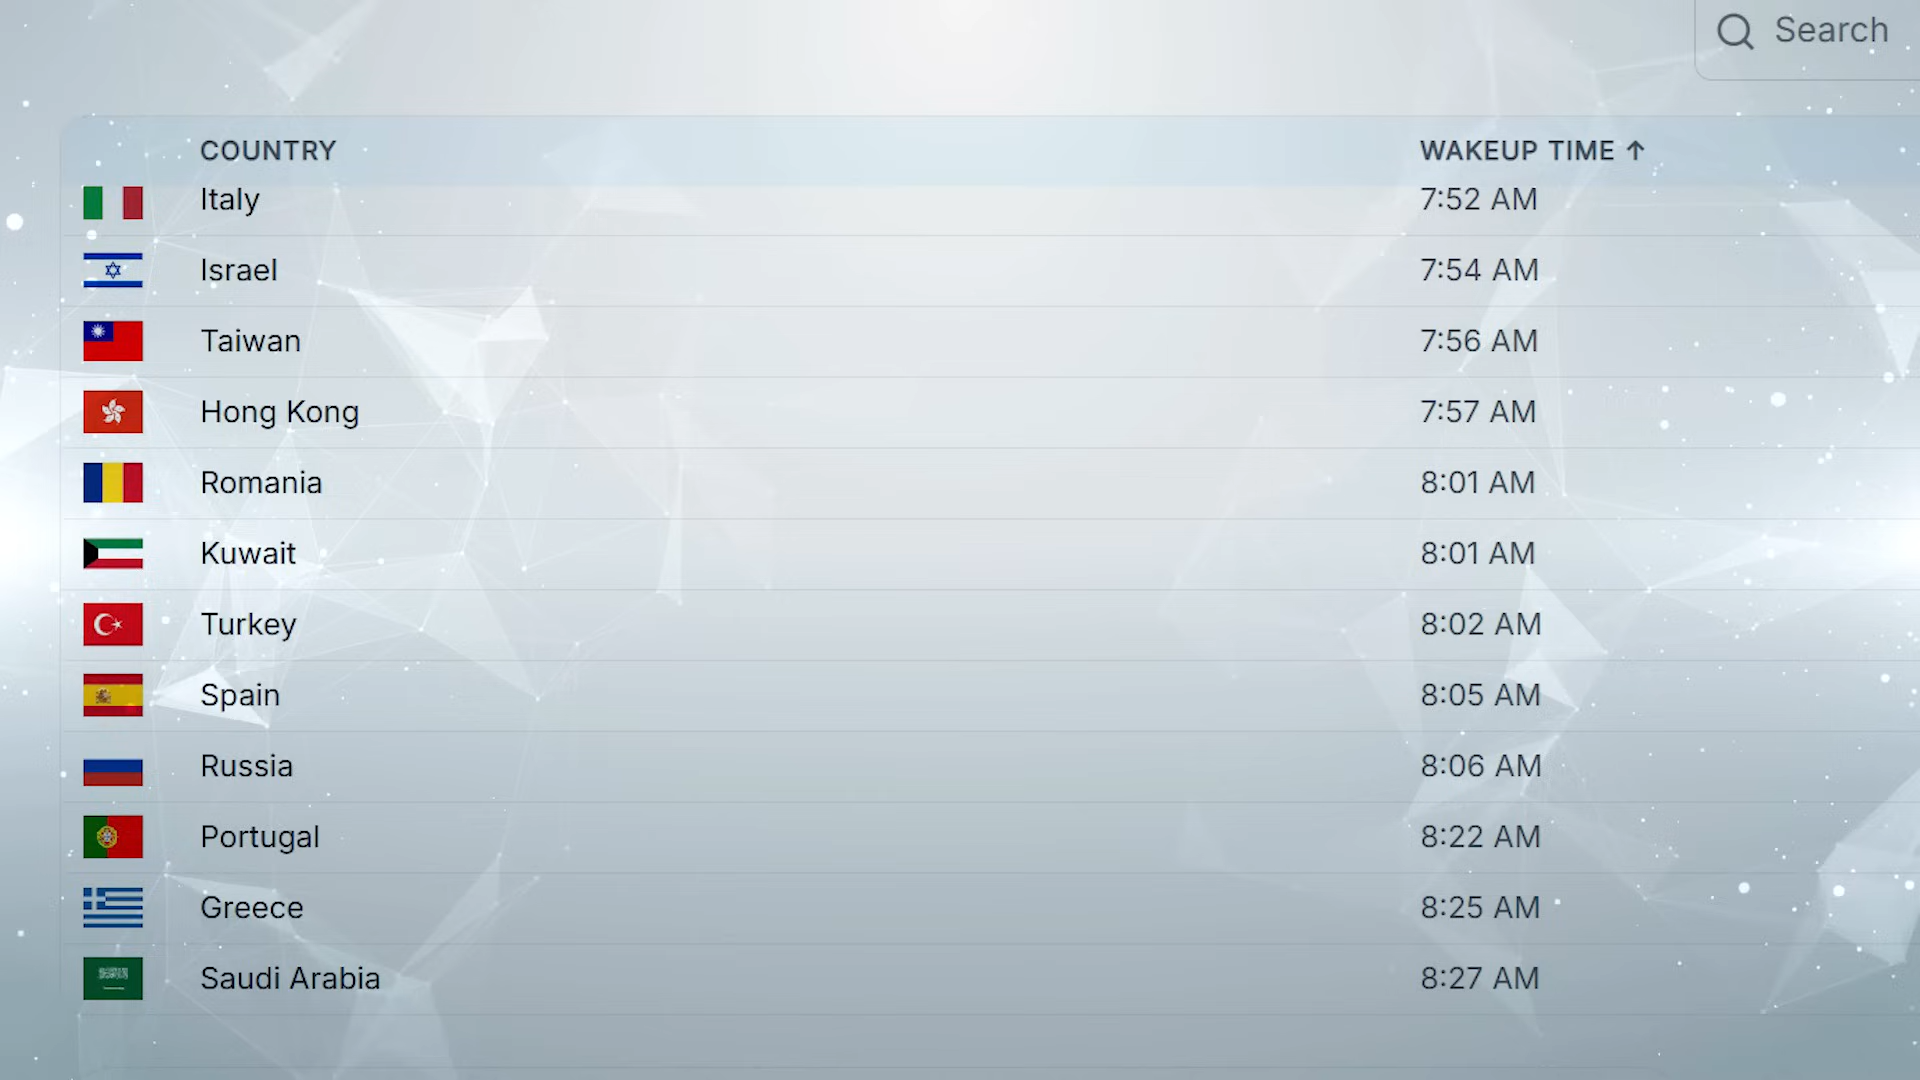 Search
COUNTRY WAKEUP TIME ↑
Italy 7:52 AM
Israel 7:54 AM
Taiwan 7:56 AM
Hong Kong 7:57 AM
Romania 8:01 AM
Kuwait 8:01 AM
Turkey 8:02 AM
Spain 8:05 AM
Russia 8:06 AM
Portugal 8:22 AM
Greece 8:25 AM
Saudi Arabia 8:27 AM